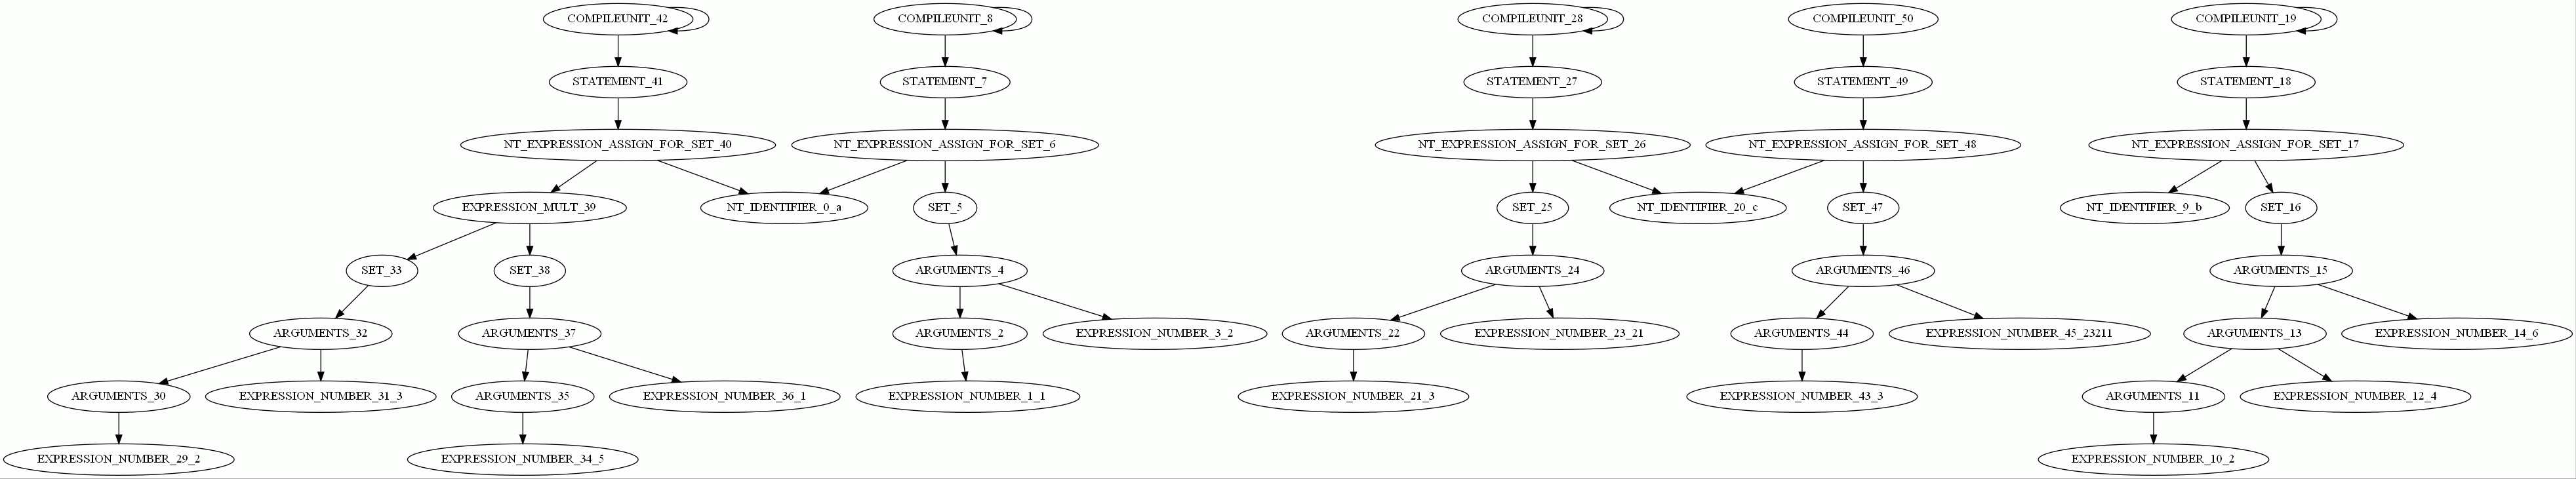 COMPILEUNIT_42 COMPILEUNIT_8 COMPILEUNIT_28 COMPILEUNIT_50 COMPILEUNIT_19
STATEMENT_41 STATEMENT_7 STATEMENT_27 STATEMENT_49 STATEMENT_18
NT_EXPRESSION_ASSIGN_FOR_SET_40 NT_EXPRESSION_ASSIGN_FOR_SET_6 NT_EXPRESSION_ASSIGN_FOR_SET_26 NT_EXPRESSION_ASSIGN_FOR_SET_48 NT_EXPRESSION_ASSIGN_FOR_SET_17
EXPRESSION_MULT_39 NT_IDENTIFIER_0_a SET_5 SET_25 NT_IDENTIFIER_20_c SET_47 NT_IDENTIFIER_9_b SET_16
SET_33 SET_38 ARGUMENTS_4 ARGUMENTS_24 ARGUMENTS_46 ARGUMENTS_15
ARGUMENTS_32 ARGUMENTS_37 ARGUMENTS_2 EXPRESSION_NUMBER_3_2 ARGUMENTS_22 EXPRESSION_NUMBER_23_21 ARGUMENTS_44 EXPRESSION_NUMBER_45_23211 ARGUMENTS_13 EXPRESSION_NUMBER_14_6
ARGUMENTS_30 EXPRESSION_NUMBER_31_3 ARGUMENTS_35 EXPRESSION_NUMBER_36_1 EXPRESSION_NUMBER_1_1 EXPRESSION_NUMBER_21_3 EXPRESSION_NUMBER_43_3 ARGUMENTS_11 EXPRESSION_NUMBER_12_4
EXPRESSION_NUMBER_29_2 EXPRESSION_NUMBER_34_5 EXPRESSION_NUMBER_10_2